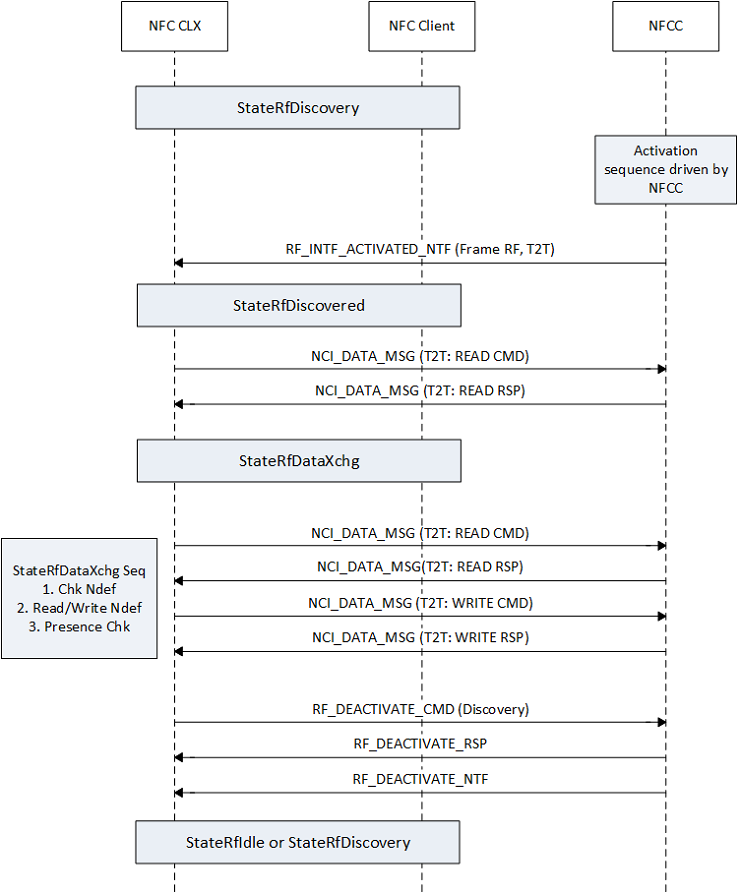 NFC CLX
NFC Client
NFCC
StateRfDiscovery
Activation
sequence driven by
NFCC
RF_INTF_ACTIVATED_NTF (Frame RF, T2T)
StateRfDiscovered
NCI_DATA_MSG (T2T: READ CMD)
NCI_DATA_MSG (T2T: READ RSP)
StateRfDataXchg
NCI_DATA_MSG (T2T: READ CMD)
StateRfDataXchg Seq
1. Chk Ndef
2. Read/Write Ndef
3. Presence Chk
NCI_DATA_MSG(T2T: READ RSP)
NCI_DATA_MSG (T2T: WRITE CMD)
NCI_DATA_MSG (T2T: WRITE RSP)
RF_DEACTIVATE_CMD (Discovery)
RF_DEACTIVATE_RSP
RF_DEACTIVATE_NTF
StateRfIdle or StateRfDiscovery